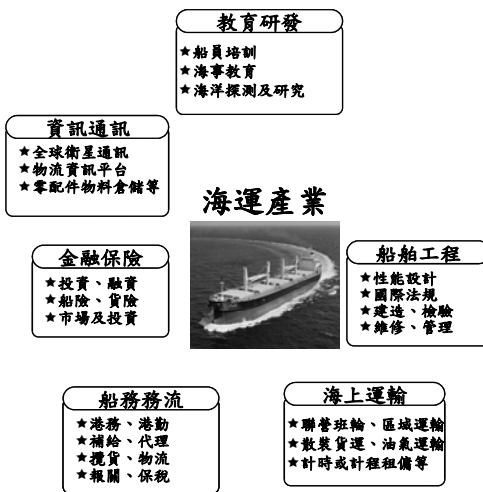 教育研發
★船員培訓
★海事教育
★海洋探測及研究
資訊通訊
★全球衛星通訊
★物流資訊平台
★零配件物料倉儲等
海運產業
金融保險
★投資、融資
★船險、貨險
★市場及投資
船舶工程
★性能設計
★國際法規
★建造、檢驗
★維修、管理
船務務流
★港務、港勤
★補給、代理
★攬貨、物流
★報關、保稅
海上運輸
★聯營班輪、區域運輸
★散裝貨運、油氣運輸
★計時或計程租傭等